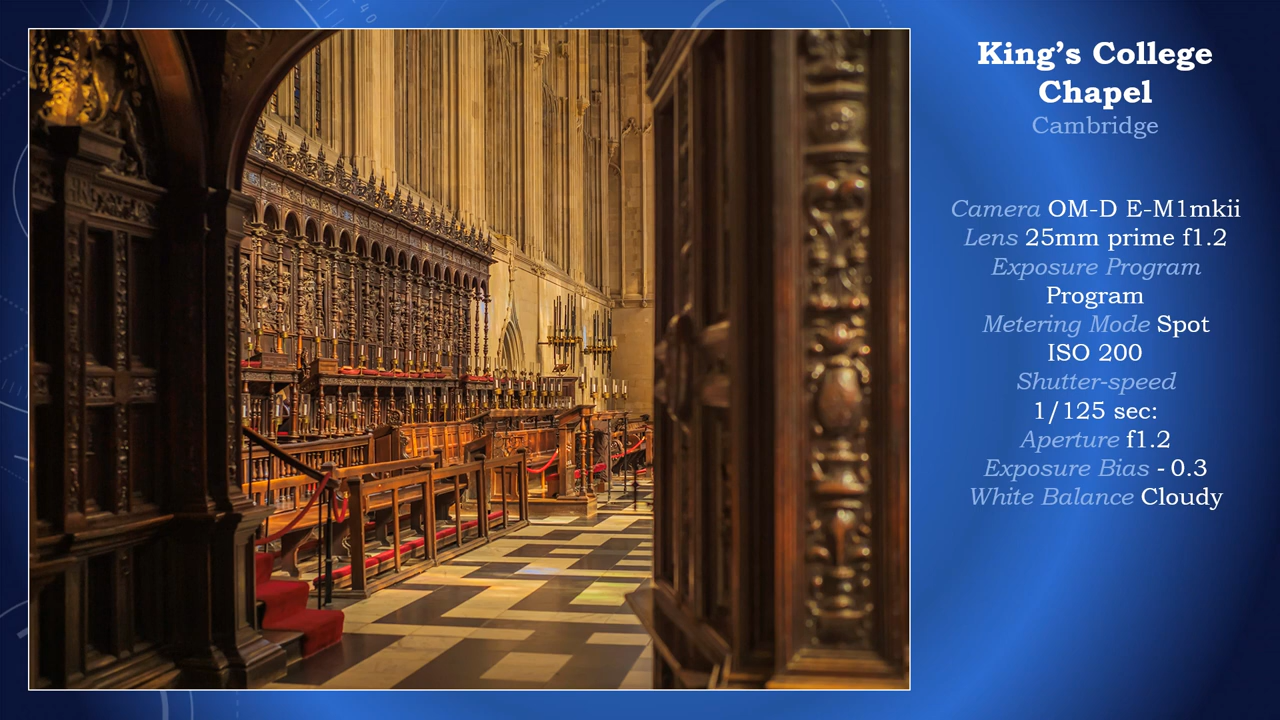 King’s College
Chapel
Cambridge
Camera OM-D E-M1mkii
Lens 25mm prime f1.2
Exposure Program
Program
Metering Mode Spot
ISO 200
Shutter-speed
1/125 sec:
Aperture f1.2
Exposure Bias - 0.3
White Balance Cloudy
40